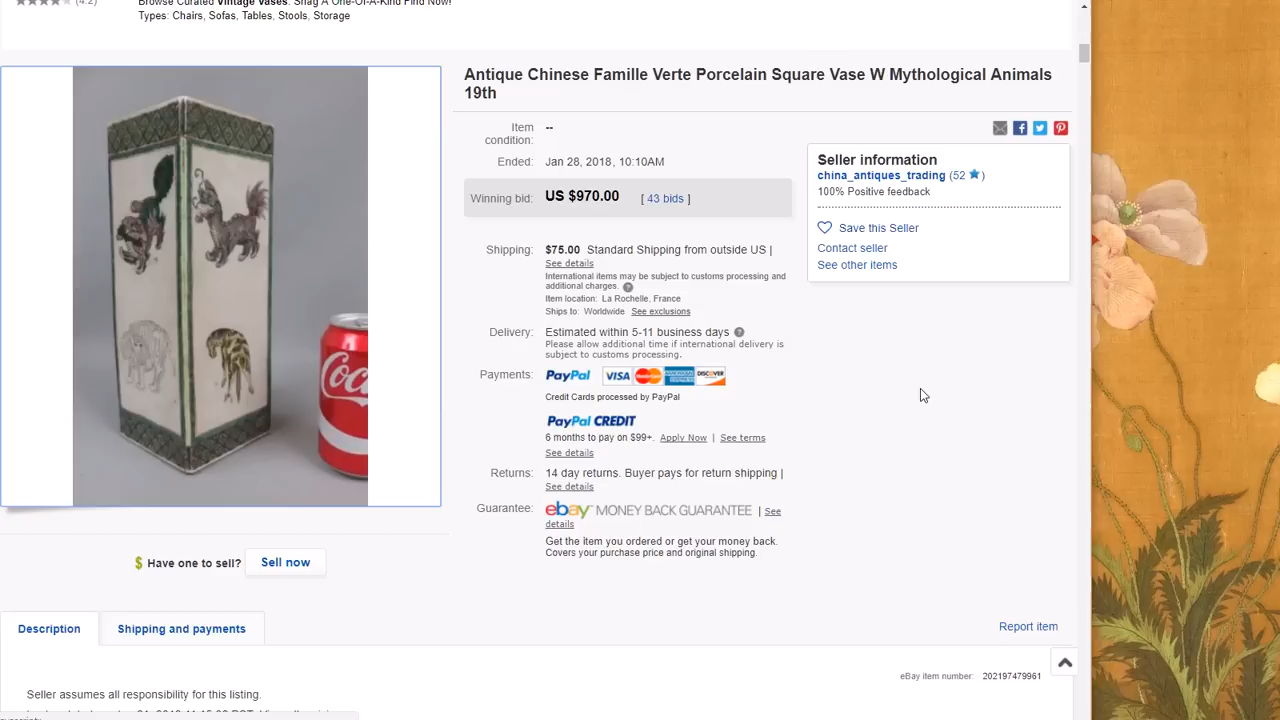 (4.2)
Browse Curated Vintage Vases. Snag A One-Of-A-Kind Find Now!
Types: Chairs, Sofas, Tables, Stools, Storage
Antique Chinese Famille Verte Porcelain Square Vase W Mythological Animals
19th
Item
condition:
--
Ended: Jan 28, 2018, 10:10AM
Winning bid: US $970.00 [ 43 bids ]
Shipping: $75.00 Standard Shipping from outside US |
See details
International items may be subject to customs processing and
additional charges. ?
Item location: La Rochelle, France
Ships to: Worldwide See exclusions
Delivery: Estimated within 5-11 business days ?
Please allow additional time if international delivery is
subject to customs processing.
Payments: PayPal VISA DISCOVER
Credit Cards processed by PayPal
PayPal CREDIT
6 months to pay on $99+. Apply Now | See terms
See details
Returns: 14 day returns. Buyer pays for return shipping |
See details
Guarantee: ebay MONEY BACK GUARANTEE | See
details
Get the item you ordered or get your money back.
Covers your purchase price and original shipping.
Seller information
china_antiques_trading (52 )
100% Positive feedback
Save this Seller
Contact seller
See other items
Coc
$ Have one to sell? Sell now
Description
Shipping and payments
Report item
eBay item number: 202197479961
Seller assumes all responsibility for this listing.